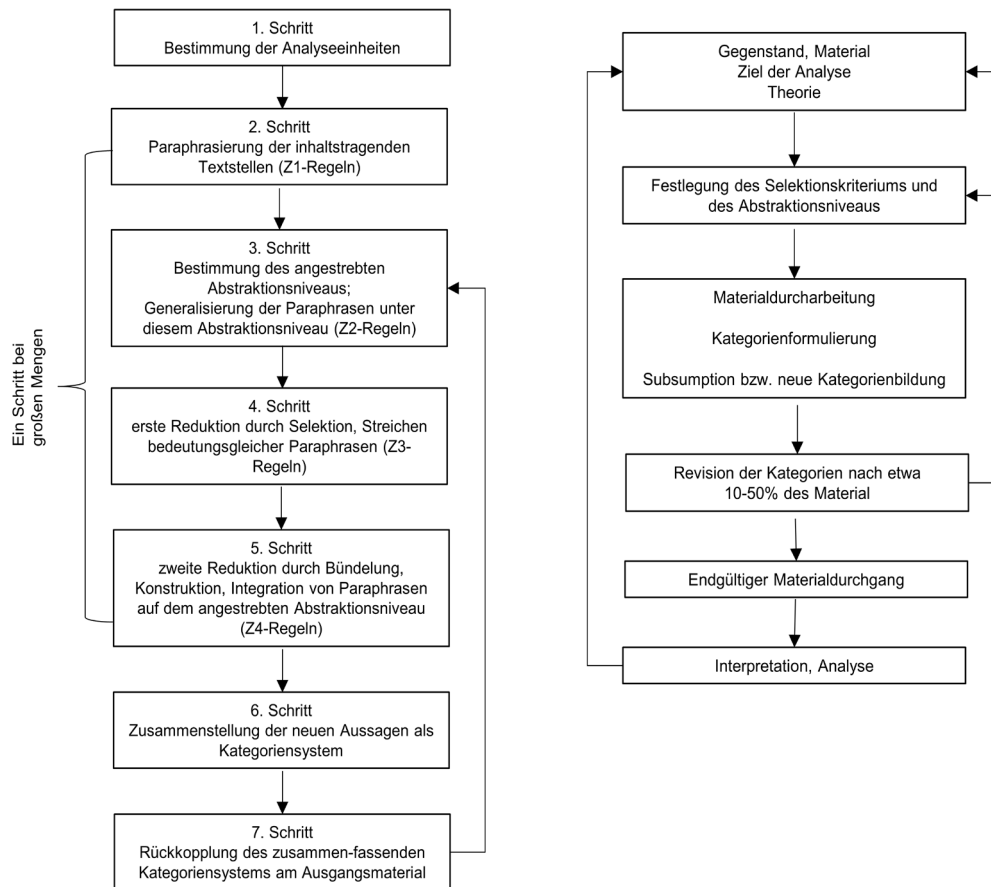 1. Schritt
Bestimmung der Analyseeinheiten
2. Schritt
Paraphrasierung der inhaltstragenden
Textstellen (Z1-Regeln)
3. Schritt
Bestimmung des angestrebten
Abstraktionsniveaus;
Generalisierung der Paraphrasen unter
diesem Abstraktionsniveau (Z2-Regeln)
4. Schritt
erste Reduktion durch Selektion, Streichen
bedeutungsgleicher Paraphrasen (Z3-
Regeln)
5. Schritt
zweite Reduktion durch Bündelung,
Konstruktion, Integration von Paraphrasen
auf dem angestrebten Abstraktionsniveau
(Z4-Regeln)
6. Schritt
Zusammenstellung der neuen Aussagen als
Kategoriensystem
7. Schritt
Rückkopplung des zusammen-fassenden
Kategoriensystems am Ausgangsmaterial
Ein Schritt bei
großen Mengen
Gegenstand, Material
Ziel der Analyse
Theorie
Festlegung des Selektionskriteriums und
des Abstraktionsniveaus
Materialdurcharbeitung
Kategorienformulierung
Subsumption bzw. neue Kategorienbildung
Revision der Kategorien nach etwa
10-50% des Material
Endgültiger Materialdurchgang
Interpretation, Analyse